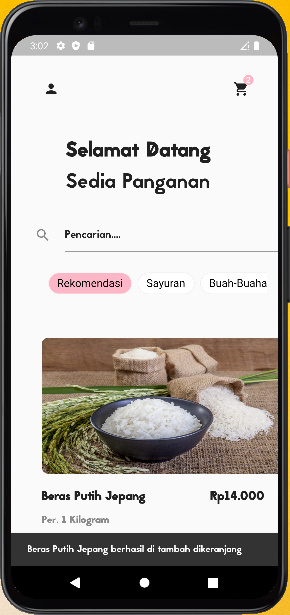 3:02
2
Selamat Datang
Sedia Panganan
Pencarian....
Rekomendasi Sayuran Buah-Buaha
Beras Putih Jepang Rp14.000
Per. 1 Kilogram
Beras Putih Jepang berhasil di tambah dikeranjang